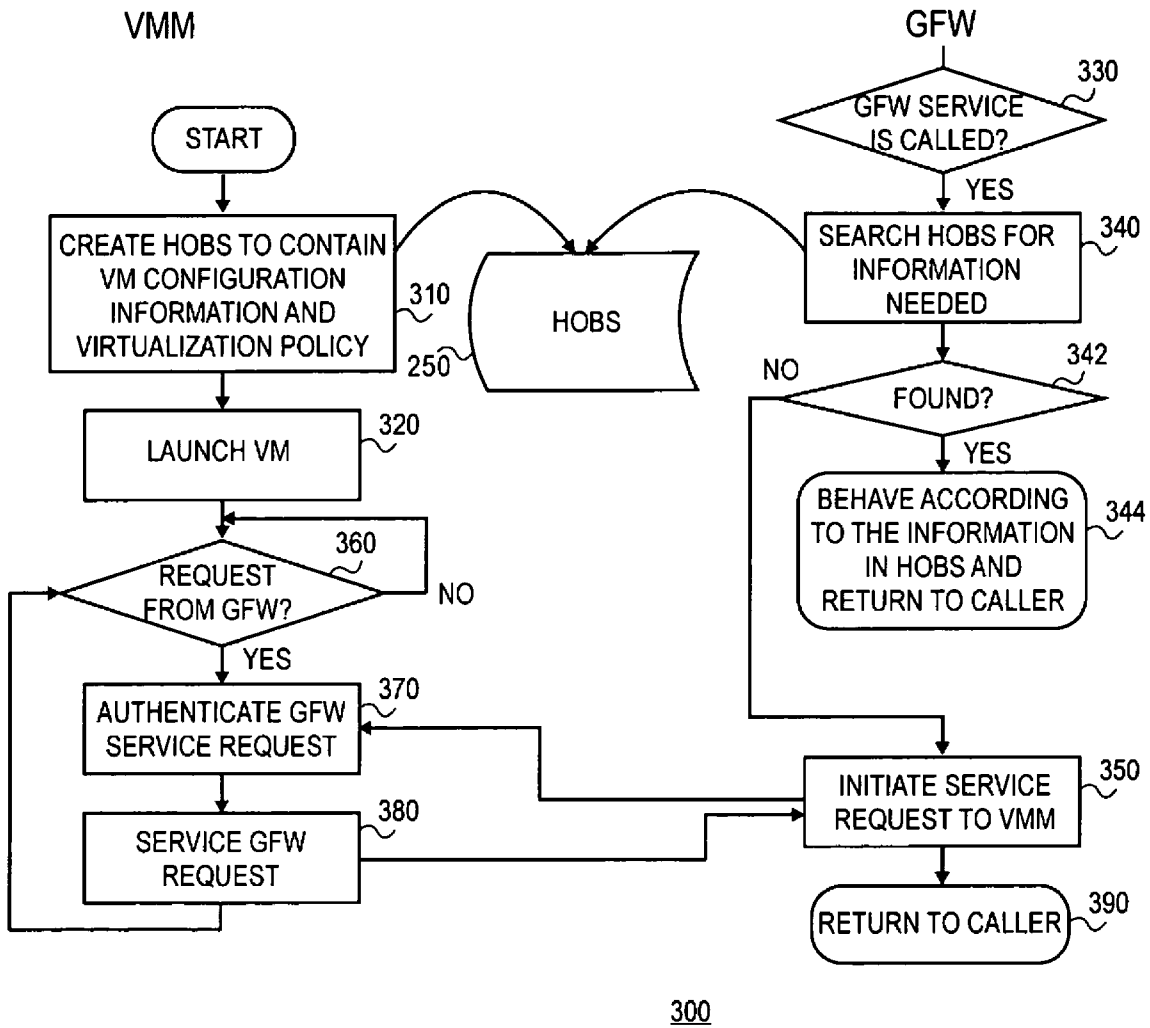 VMM
START
CREATE HOBS TO CONTAIN
VM CONFIGURATION
INFORMATION AND
VIRTUALIZATION POLICY
310
LAUNCH VM
320
REQUEST
FROM GFW?
360
NO
YES
AUTHENTICATE GFW
SERVICE REQUEST
370
SERVICE GFW
REQUEST
380
HOBS
250
GFW
GFW SERVICE
IS CALLED?
330
YES
SEARCH HOBS FOR
INFORMATION
NEEDED
340
FOUND?
342
NO
YES
BEHAVE ACCORDING
TO THE INFORMATION
IN HOBS AND
RETURN TO CALLER
344
INITIATE SERVICE
REQUEST TO VMM
350
RETURN TO CALLER
390
300